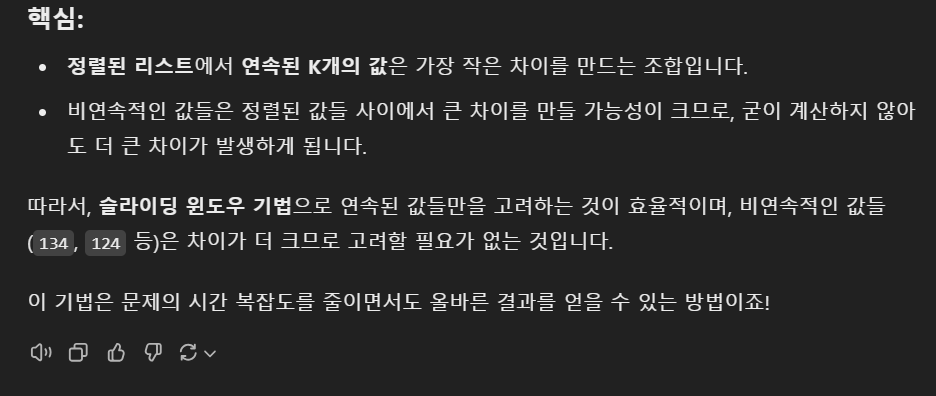 핵심:
• 정렬된 리스트에서 연속된 K개의 값은 가장 작은 차이를 만드는 조합입니다.
• 비연속적인 값들은 정렬된 값들 사이에서 큰 차이를 만들 가능성이 크므로, 굳이 계산하지 않아
도 더 큰 차이가 발생하게 됩니다.
따라서, 슬라이딩 윈도우 기법으로 연속된 값들만을 고려하는 것이 효율적이며, 비연속적인 값들
(134, 124 등)은 차이가 더 크므로 고려할 필요가 없는 것입니다.
이 기법은 문제의 시간 복잡도를 줄이면서도 올바른 결과를 얻을 수 있는 방법이죠!